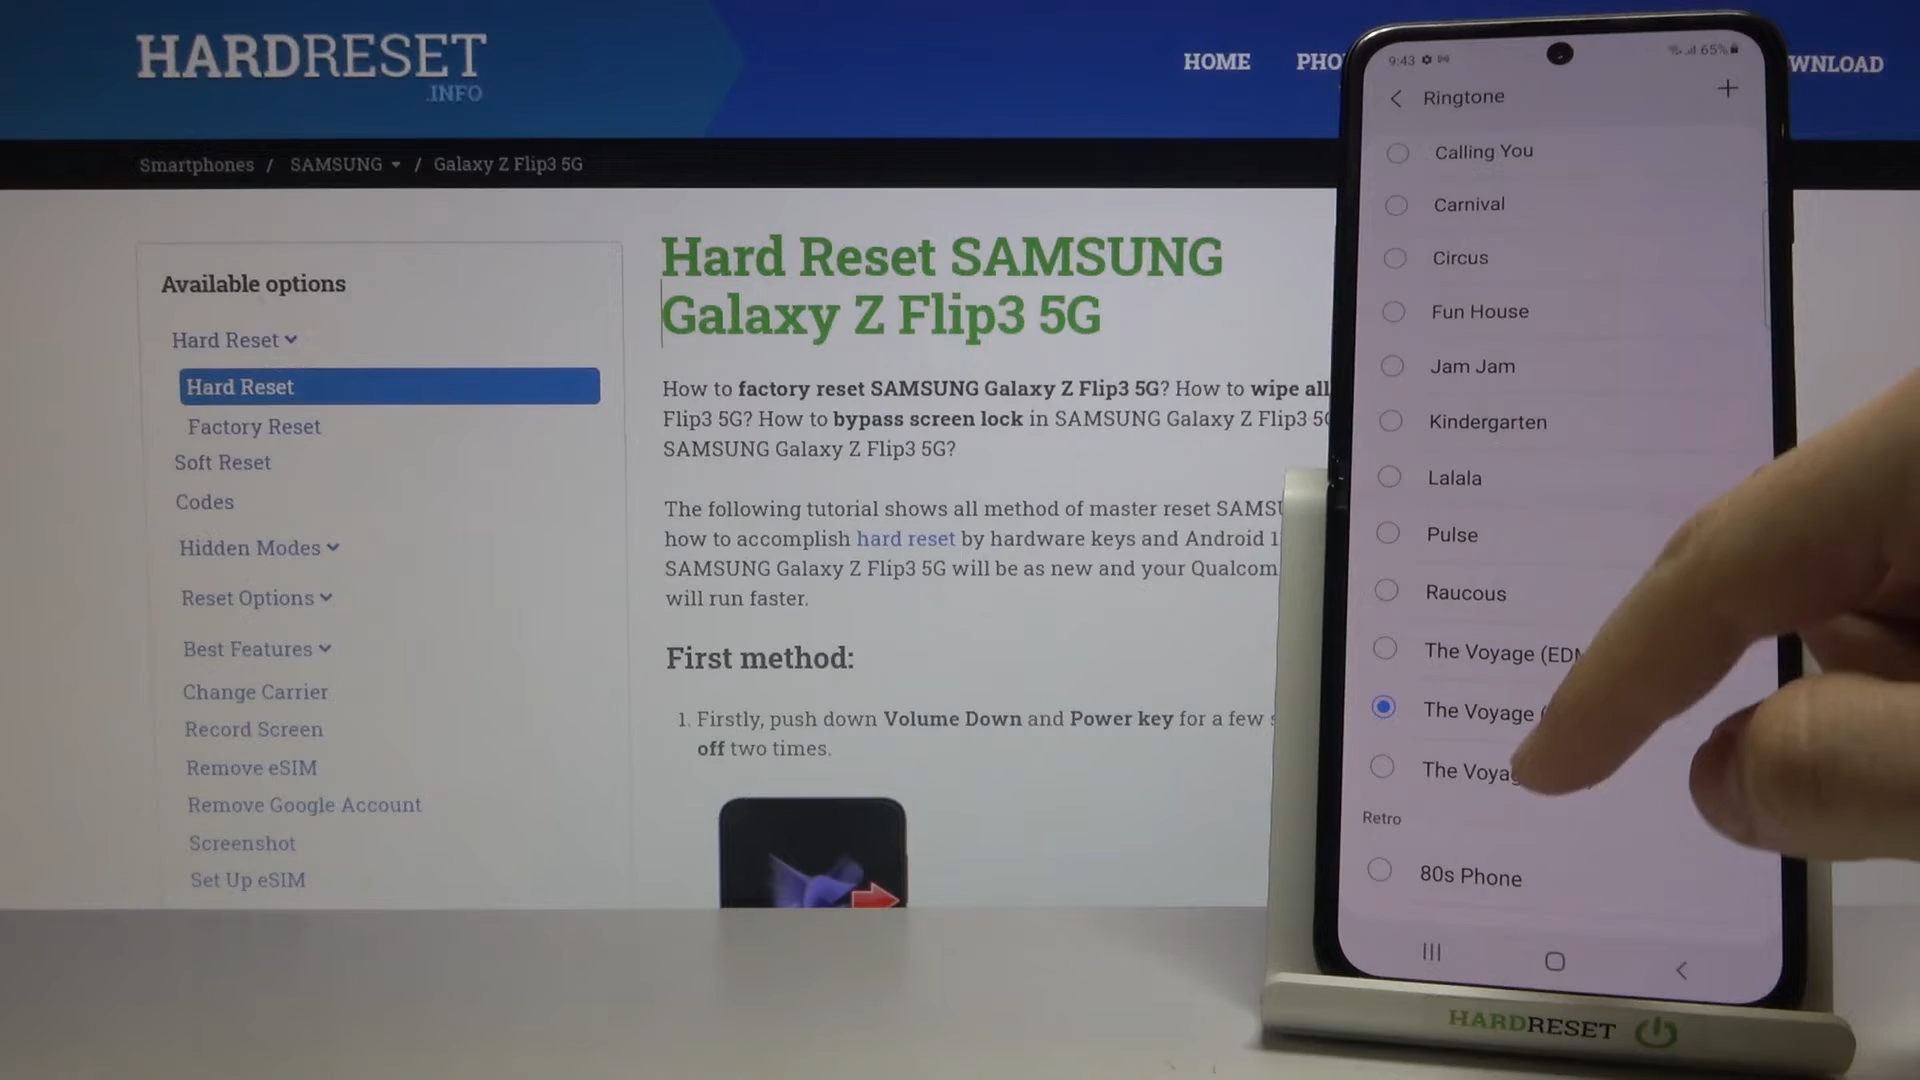 HARDRESET
.INFO
HOME
PHO
WNLOAD
Smartphones / SAMSUNG / Galaxy Z Flip3 5G
Available options
Hard Reset
Hard Reset
Factory Reset
Soft Reset
Codes
Hidden Modes
Reset Options
Best Features
Change Carrier
Record Screen
Remove eSIM
Remove Google Account
Screenshot
Set Up eSIM
Hard Reset SAMSUNG
Galaxy Z Flip3 5G
How to factory reset SAMSUNG Galaxy Z Flip3 5G? How to wipe all
Flip3 5G? How to bypass screen lock in SAMSUNG Galaxy Z Flip3 5G
SAMSUNG Galaxy Z Flip3 5G?
The following tutorial shows all method of master reset SAMSU
how to accomplish hard reset by hardware keys and Android 1
SAMSUNG Galaxy Z Flip3 5G will be as new and your Qualcom
will run faster.
First method:
1. Firstly, push down Volume Down and Power key for a few s
off two times.
9:43
65%
Ringtone
Calling You
Carnival
Circus
Fun House
Jam Jam
Kindergarten
Lalala
Pulse
Raucous
The Voyage (EDM
The Voyage (
The Voyag
Retro
80s Phone
HARDRESET